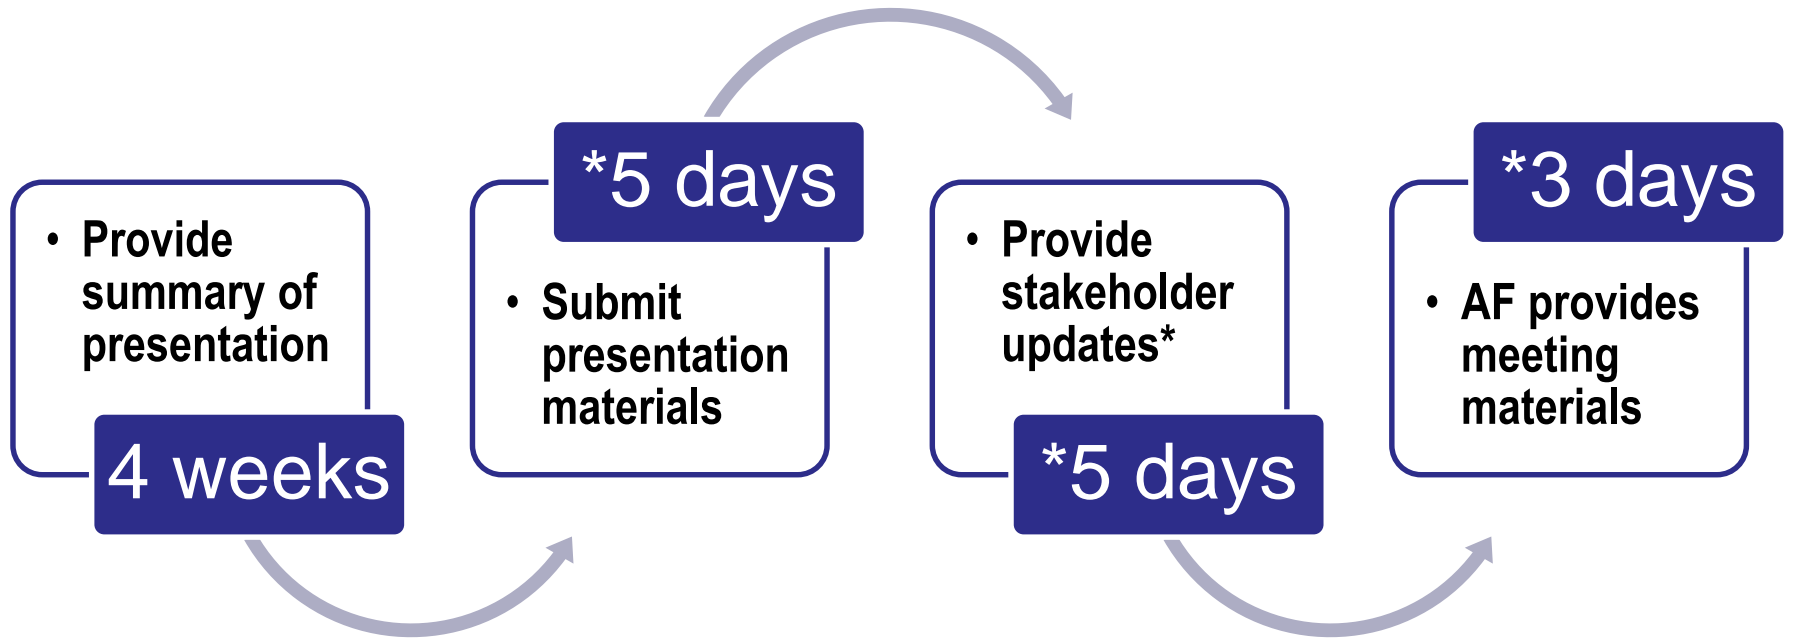 • Provide
summary of
presentation
4 weeks
*5 days
• Submit
presentation
materials
• Provide
stakeholder
updates*
*5 days
*3 days
• AF provides
meeting
materials